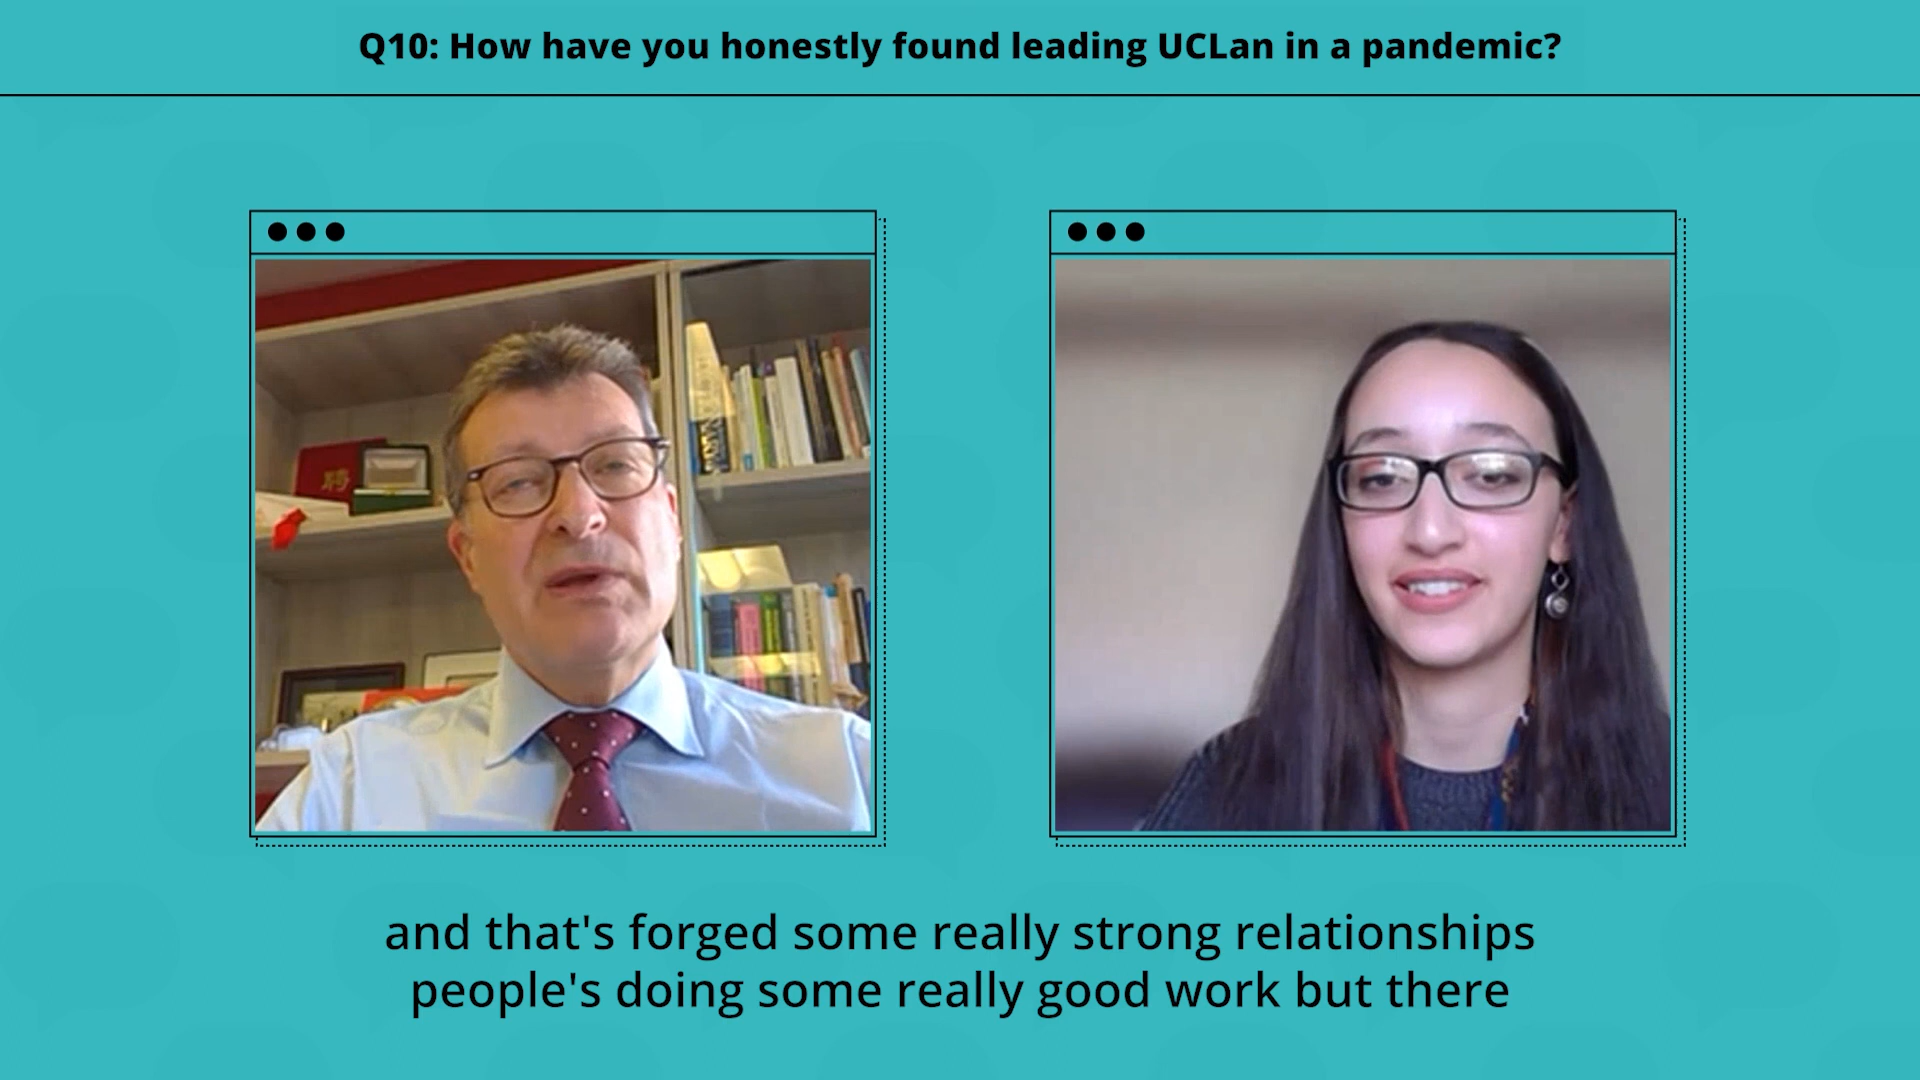 Q10: How have you honestly found leading UCLan in a pandemic?
聘
and that's forged some really strong relationships
people's doing some really good work but there